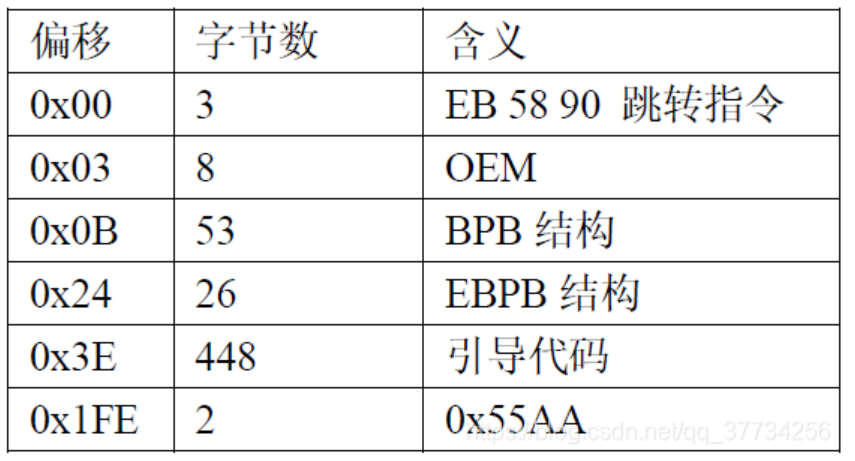 偏移 字节数 含义
0x00 3 EB 58 90 跳转指令
0x03 8 OEM
0x0B 53 BPB 结构
0x24 26 EBPB 结构
0x3E 448 引导代码
0x1FE 2 0x55AA
https://blog.csdn.net/qq_37734256